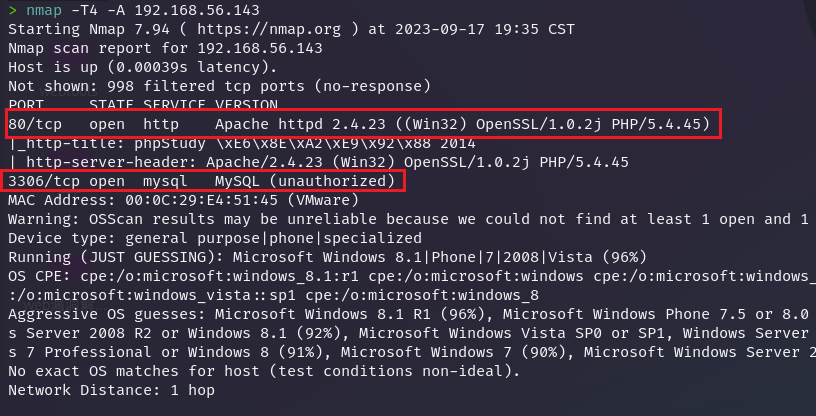 > nmap -T4 -A 192.168.56.143
Starting Nmap 7.94 ( https://nmap.org ) at 2023-09-17 19:35 CST
Nmap scan report for 192.168.56.143
Host is up (0.00039s latency).
Not shown: 998 filtered tcp ports (no-response)
PORT     STATE SERVICE VERSION
80/tcp   open  http    Apache httpd 2.4.23 ((Win32) OpenSSL/1.0.2j PHP/5.4.45)
|_http-title: phpStudy \xE6\x8E\xA2\xE9\x92\x88 2014
| http-server-header: Apache/2.4.23 (Win32) OpenSSL/1.0.2j PHP/5.4.45
3306/tcp open  mysql   MySQL (unauthorized)
MAC Address: 00:0C:29:E4:51:45 (VMware)
Warning: OSScan results may be unreliable because we could not find at least 1 open and 1
Device type: general purpose|phone|specialized
Running (JUST GUESSING): Microsoft Windows 8.1|Phone|7|2008|Vista (96%)
OS CPE: cpe:/o:microsoft:windows_8.1:r1 cpe:/o:microsoft:windows cpe:/o:microsoft:windows_
:/o:microsoft:windows_vista::sp1 cpe:/o:microsoft:windows_8
Aggressive OS guesses: Microsoft Windows 8.1 R1 (96%), Microsoft Windows Phone 7.5 or 8.0
s Server 2008 R2 or Windows 8.1 (92%), Microsoft Windows Vista SP0 or SP1, Windows Server
s 7 Professional or Windows 8 (91%), Microsoft Windows 7 (90%), Microsoft Windows Server 2
No exact OS matches for host (test conditions non-ideal).
Network Distance: 1 hop